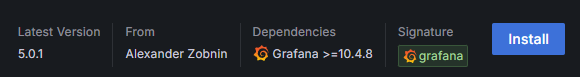 Latest Version
5.0.1
From
Alexander Zobnin
Dependencies
Grafana >=10.4.8
Signature
grafana
Install